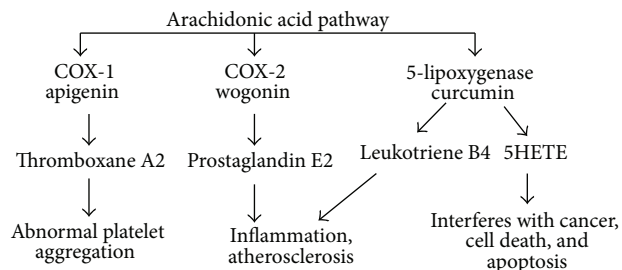 Arachidonic acid pathway
COX-1
apigenin
COX-2
wogonin
5-lipoxygenase
curcumin
Thromboxane A2
Prostaglandin E2
Leukotriene B4
5HETE
Abnormal platelet
aggregation
Inflammation,
atherosclerosis
Interferes with cancer,
cell death, and
apoptosis